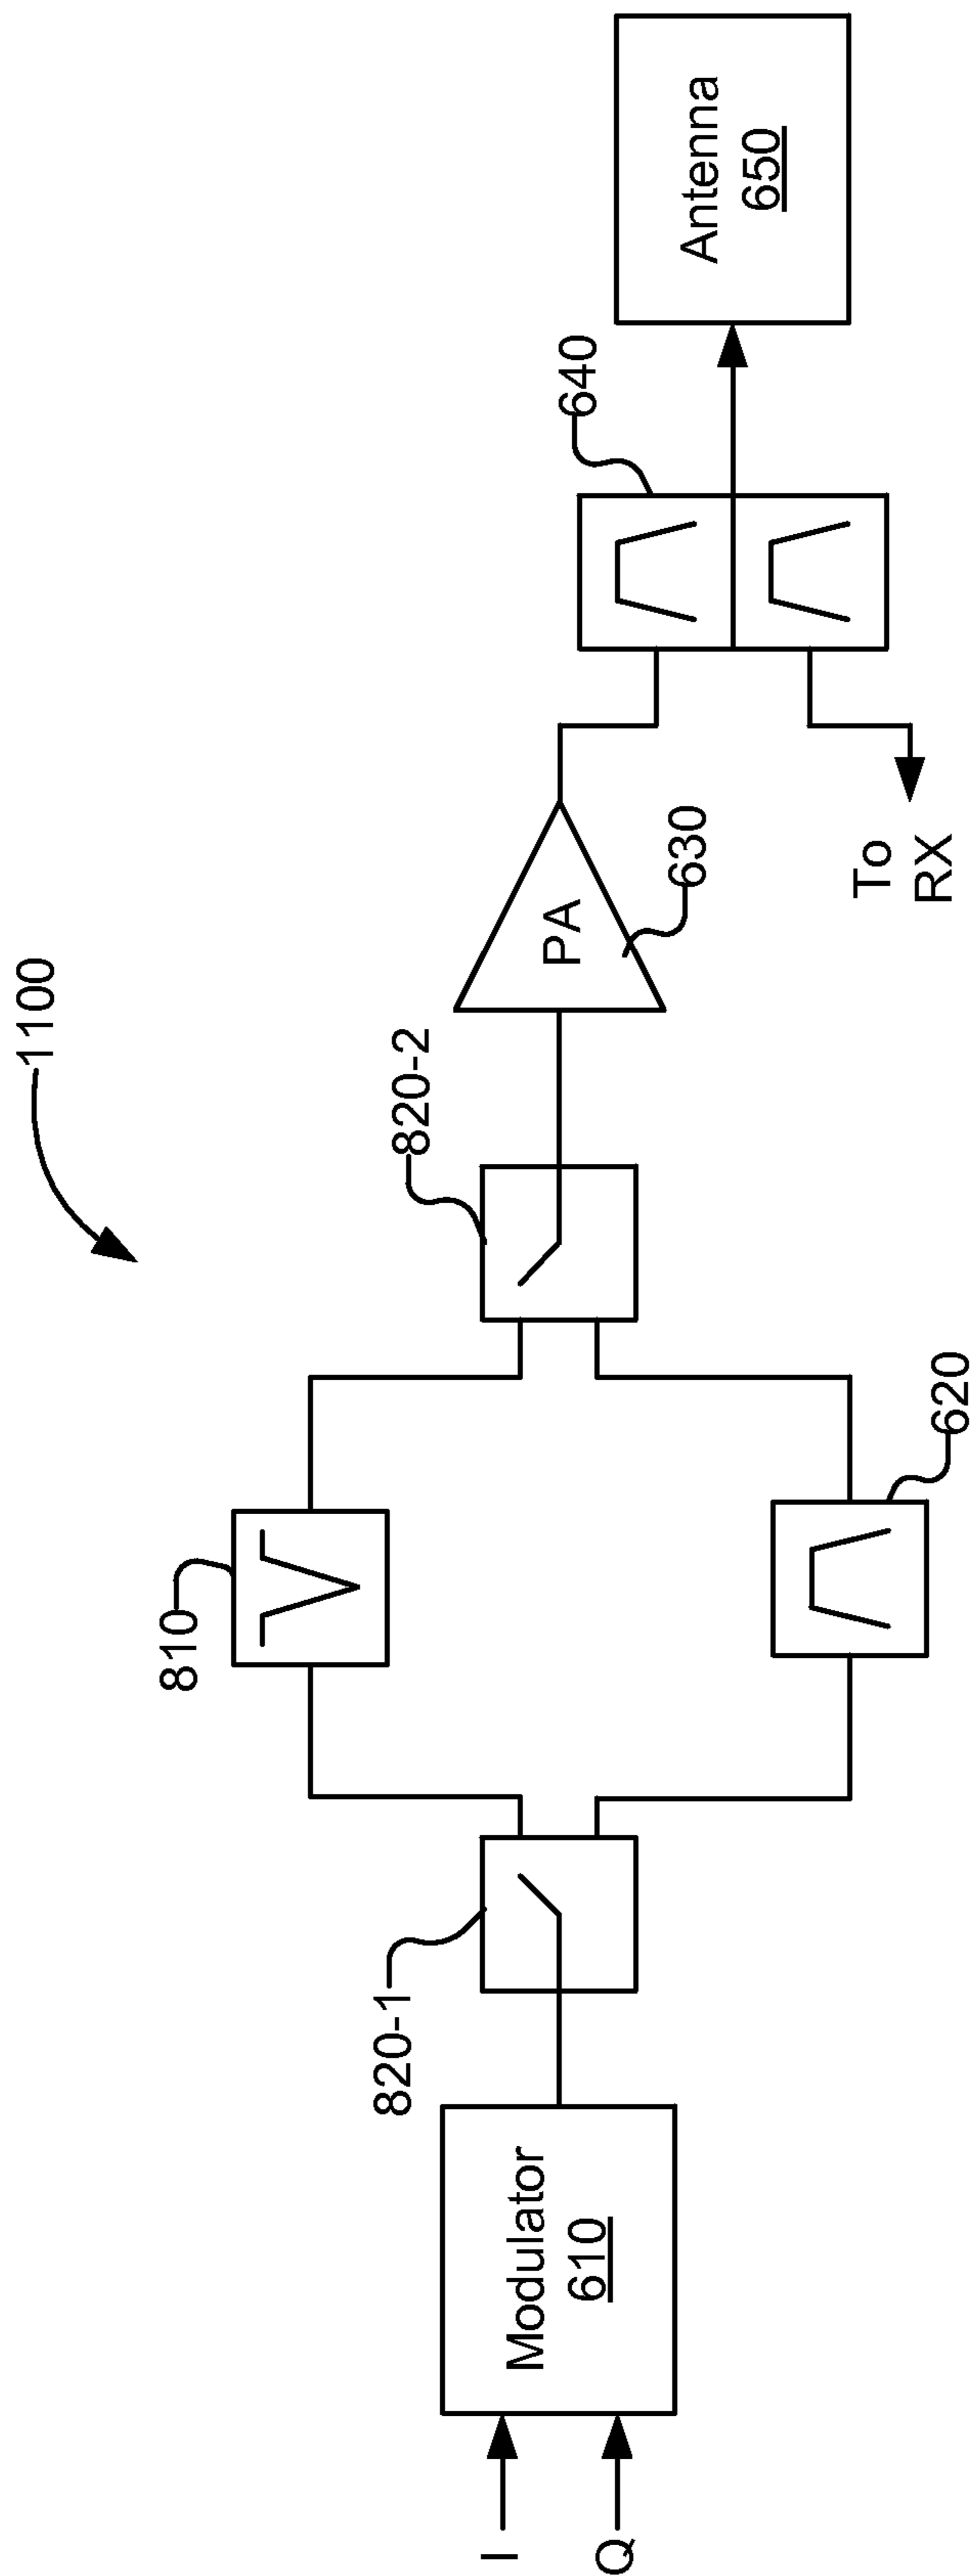 1100
I
Q
Modulator
610
820-1
810
620
820-2
PA
630
640
To
RX
Antenna
650